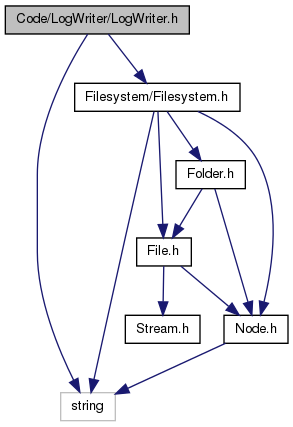 Code/LogWriter/LogWriter.h
Filesystem/Filesystem.h
Folder.h
File.h
Stream.h
Node.h
string